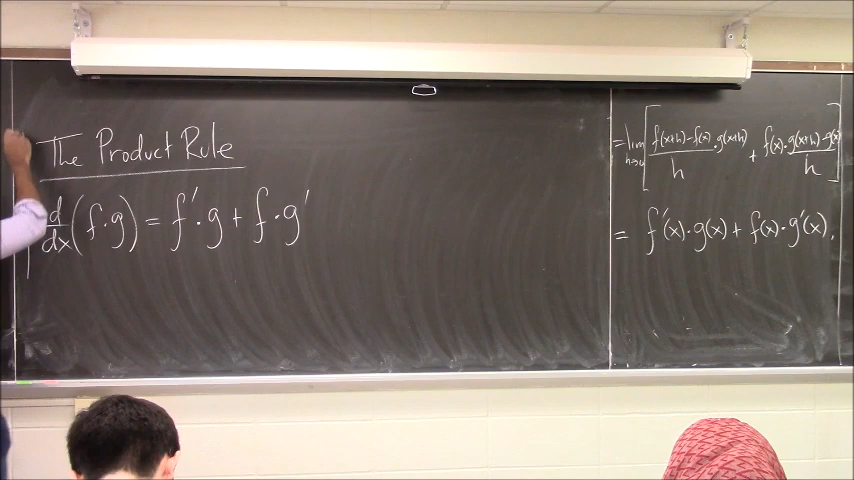 The Product Rule
d/dx (f·g) = f'·g + f·g'
= lim h→0 [ f(x+h)-f(x)/h ·g(x+h) + f(x)· g(x+h)-g(x)/h ]
= f'(x)·g(x) + f(x)·g'(x).